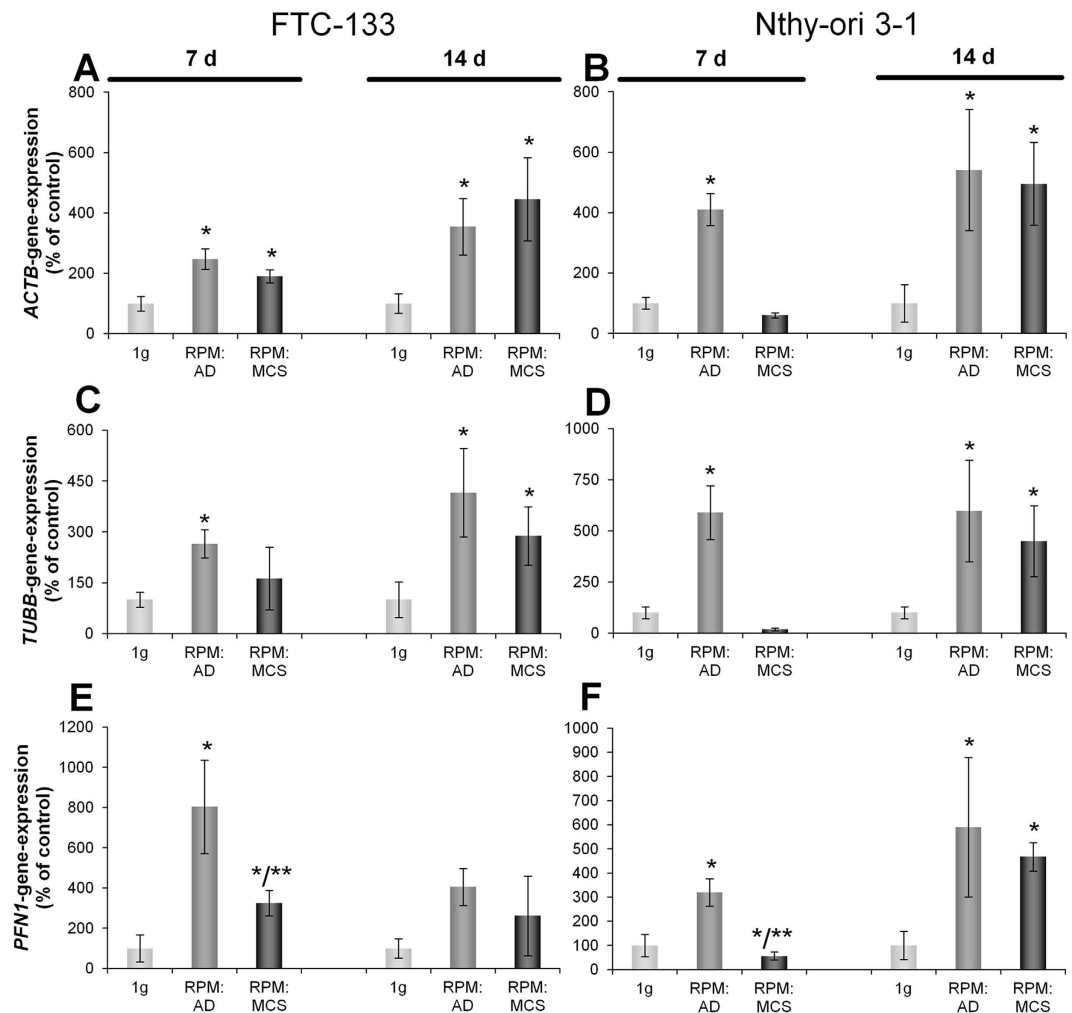 FTC-133
Nthy-ori 3-1
7 d
14 d
7 d
14 d
A
ACTB-gene-expression
(% of control)
800
600
400
200
0
*
*
*
*
1g
RPM:
AD
RPM:
MCS
1g
RPM:
AD
RPM:
MCS
B
800
600
400
200
0
*
*
*
1g
RPM:
AD
RPM:
MCS
1g
RPM:
AD
RPM:
MCS
C
TUBB-gene-expression
(% of control)
600
450
300
150
0
*
*
*
1g
RPM:
AD
RPM:
MCS
1g
RPM:
AD
RPM:
MCS
D
1000
750
500
250
0
*
*
*
1g
RPM:
AD
RPM:
MCS
1g
RPM:
AD
RPM:
MCS
E
PFN1-gene-expression
(% of control)
1200
1000
800
600
400
200
0
*
*/**
1g
RPM:
AD
RPM:
MCS
1g
RPM:
AD
RPM:
MCS
F
1000
900
800
700
600
500
400
300
200
100
0
*
*/**
*
*
1g
RPM:
AD
RPM:
MCS
1g
RPM:
AD
RPM:
MCS